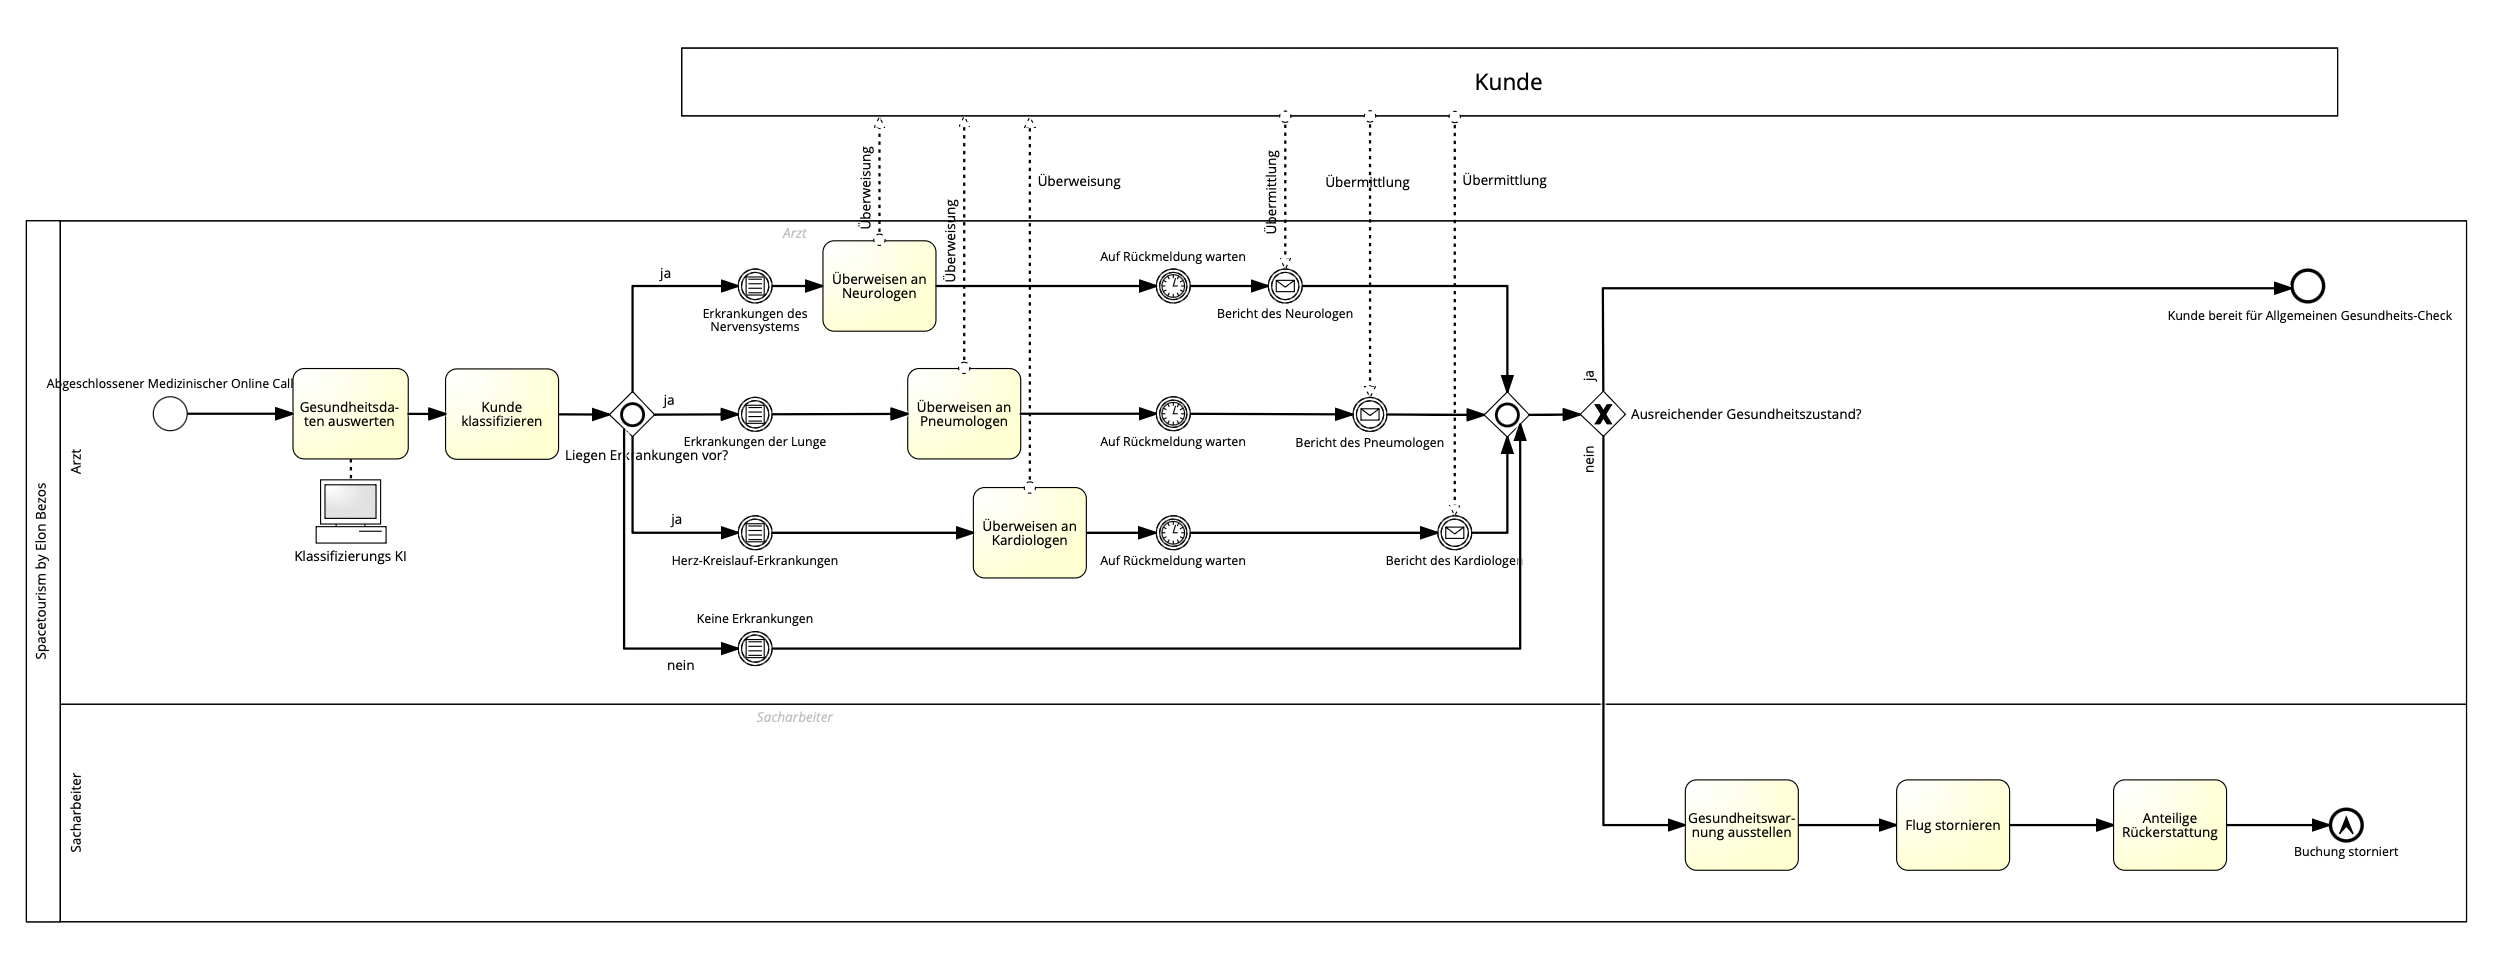 Kunde
Überweisung
Überweisung
Überweisung
Übermittlung
Übermittlung
Übermittlung
Spacetourism by Elon Bezos
Arzt
Arzt
Abgeschlossener Medizinischer Online Call
Gesundheitsda-
ten auswerten
Klassifizierungs KI
Kunde
klassifizieren
Liegen Erkrankungen vor?
ja
Erkrankungen des
Nervensystems
Überweisen an
Neurologen
Auf Rückmeldung warten
Bericht des Neurologen
ja
Erkrankungen der Lunge
Überweisen an
Pneumologen
Auf Rückmeldung warten
Bericht des Pneumologen
ja
Herz-Kreislauf-Erkrankungen
Überweisen an
Kardiologen
Auf Rückmeldung warten
Bericht des Kardiologen
nein
Keine Erkrankungen
Ausreichender Gesundheitszustand?
ja
Kunde bereit für Allgemeinen Gesundheits-Check
nein
Sacharbeiter
Sacharbeiter
Gesundheitswar-
nung ausstellen
Flug stornieren
Anteilige
Rückerstattung
Buchung storniert